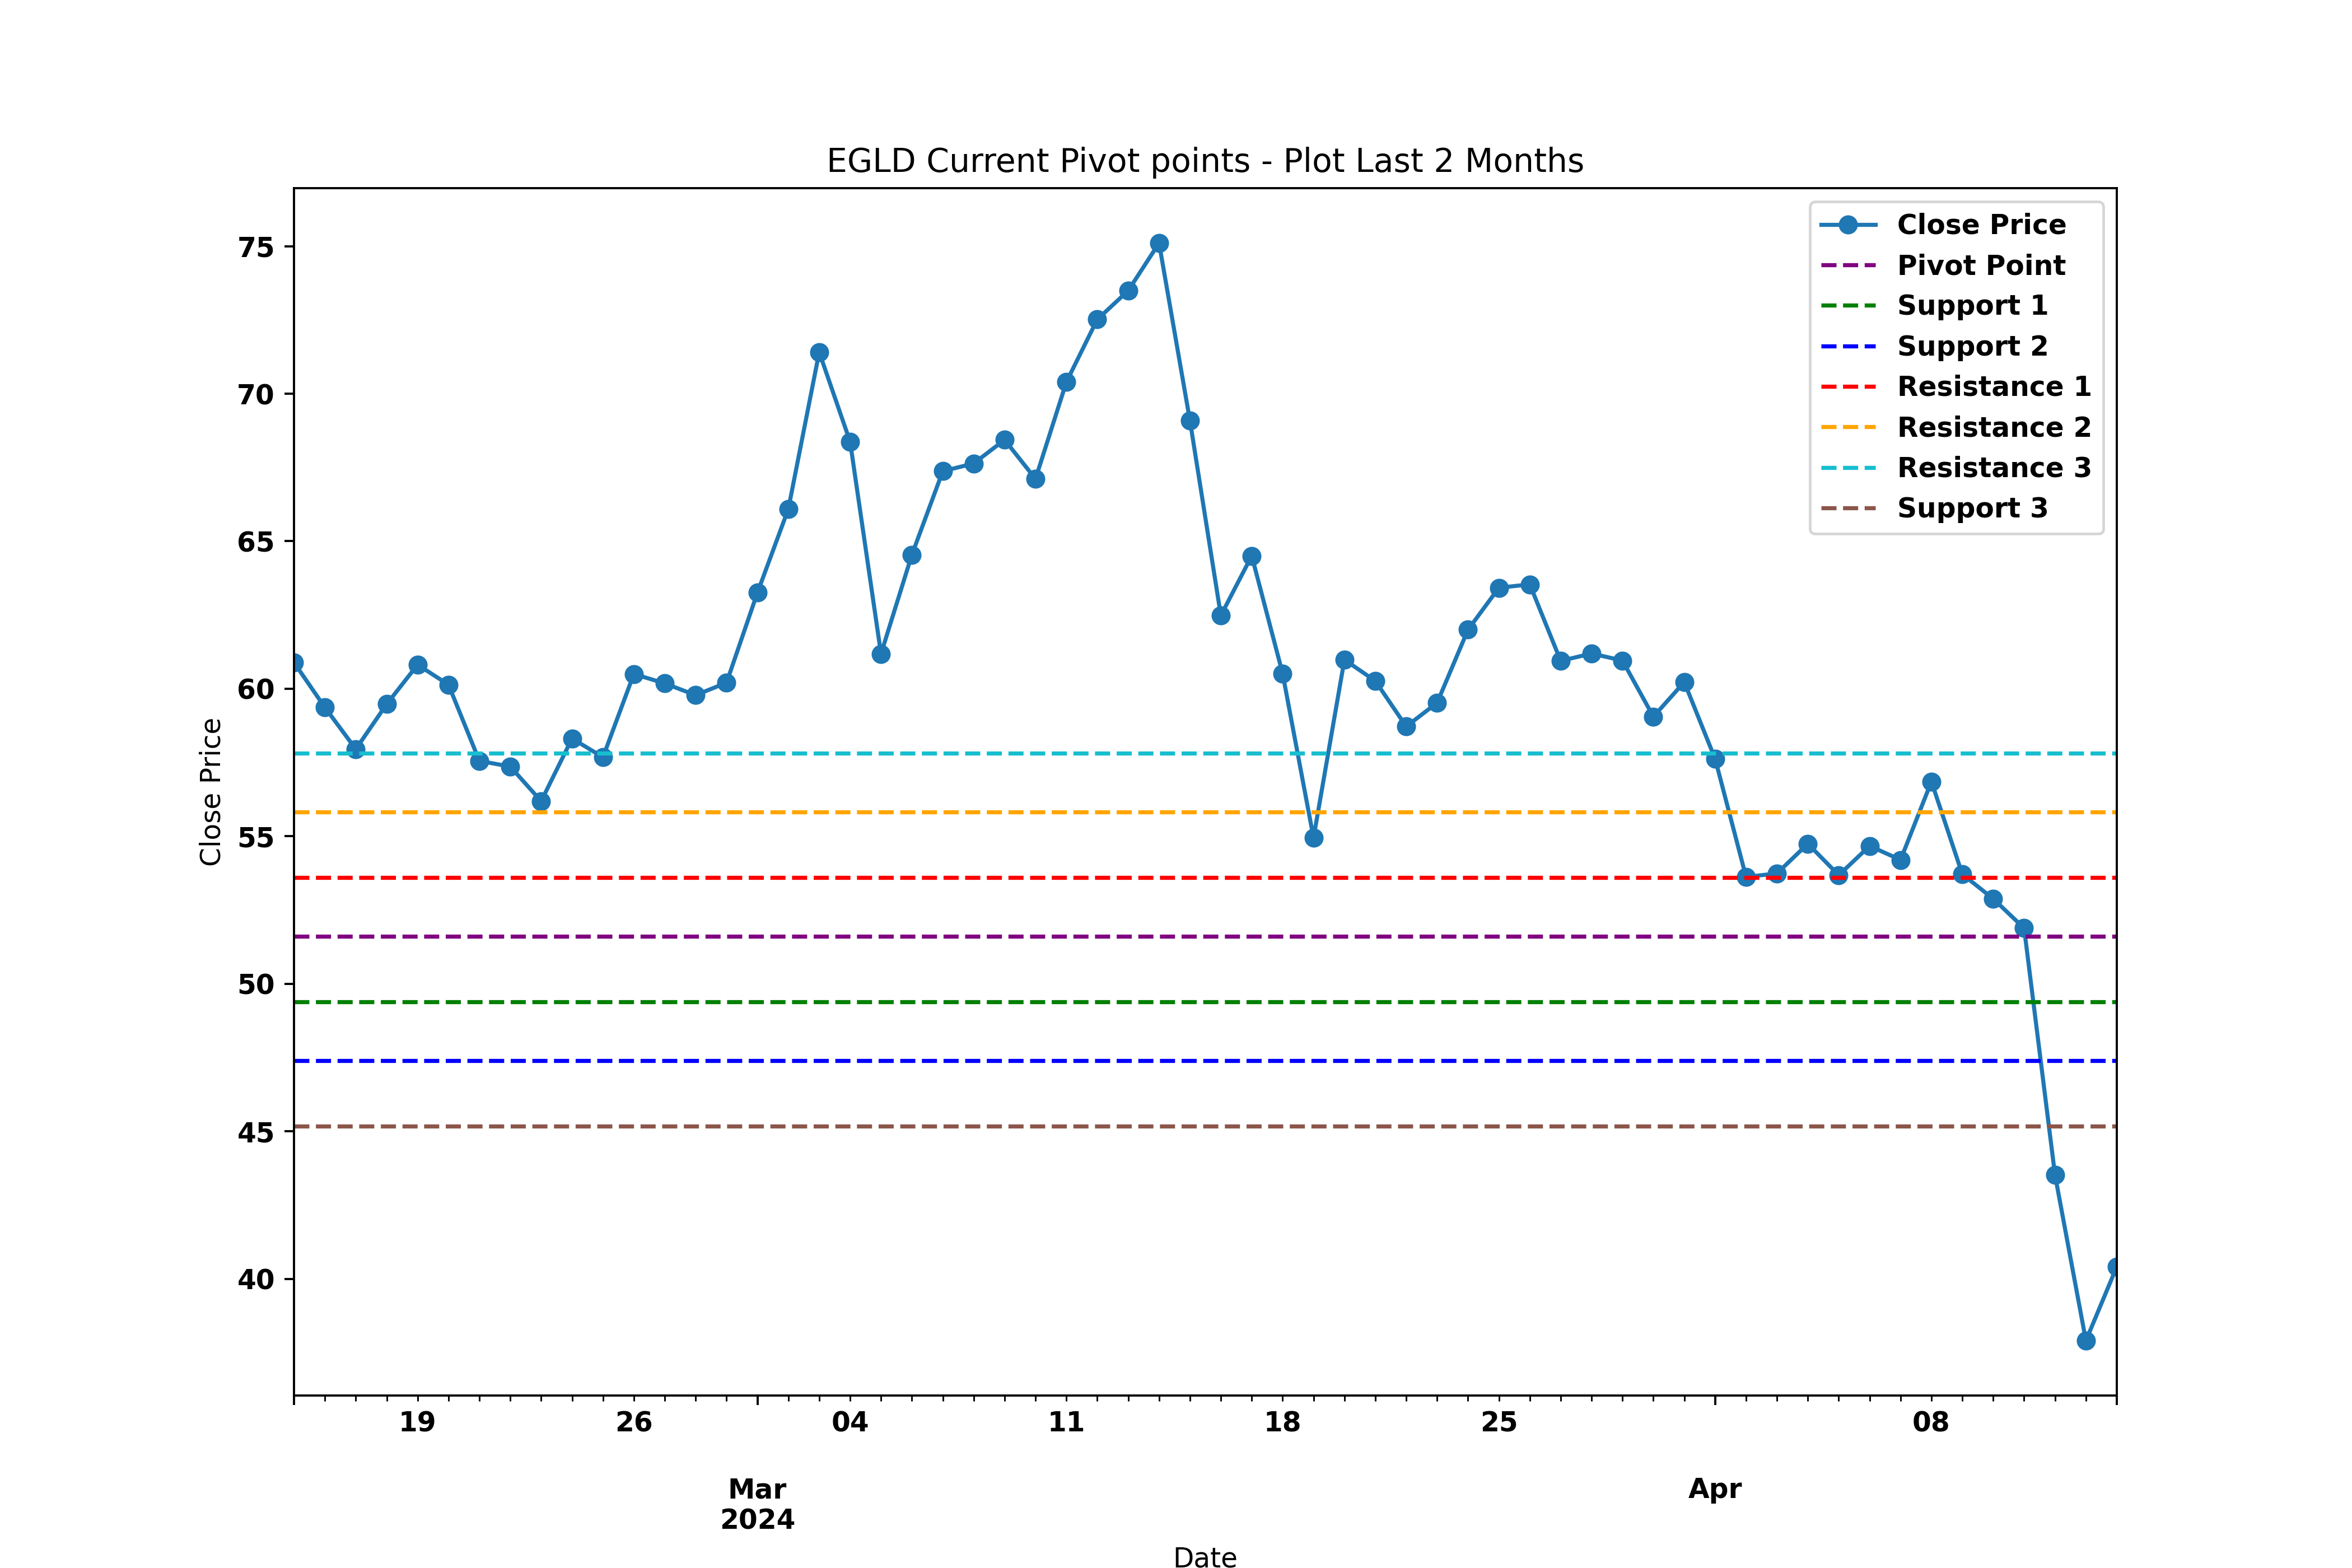 EGLD Current Pivot points - Plot Last 2 Months
Close Price
Pivot Point
Support 1
Support 2
Resistance 1
Resistance 2
Resistance 3
Support 3
75
70
65
60
55
50
45
40
Close Price
19 26 04 11 18 25 08
Mar Apr
2024
Date